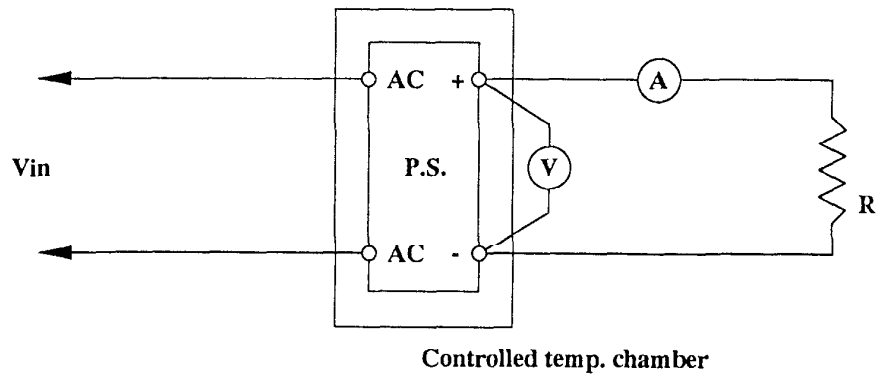 AC +
A
Vin
P.S.
V
R
AC -
Controlled temp. chamber